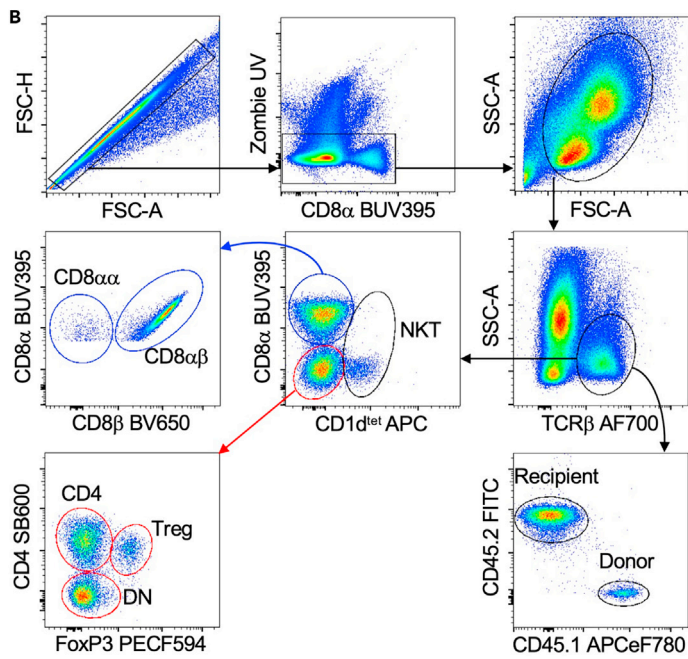 B
FSC-H
FSC-A
Zombie UV
CD8α BUV395
SSC-A
FSC-A
CD8α BUV395
CD8αα
CD8αβ
CD8β BV650
CD8α BUV395
NKT
CD1dtet APC
SSC-A
TCRβ AF700
CD4 SB600
CD4
Treg
DN
FoxP3 PECF594
CD45.2 FITC
Recipient
Donor
CD45.1 APCeF780